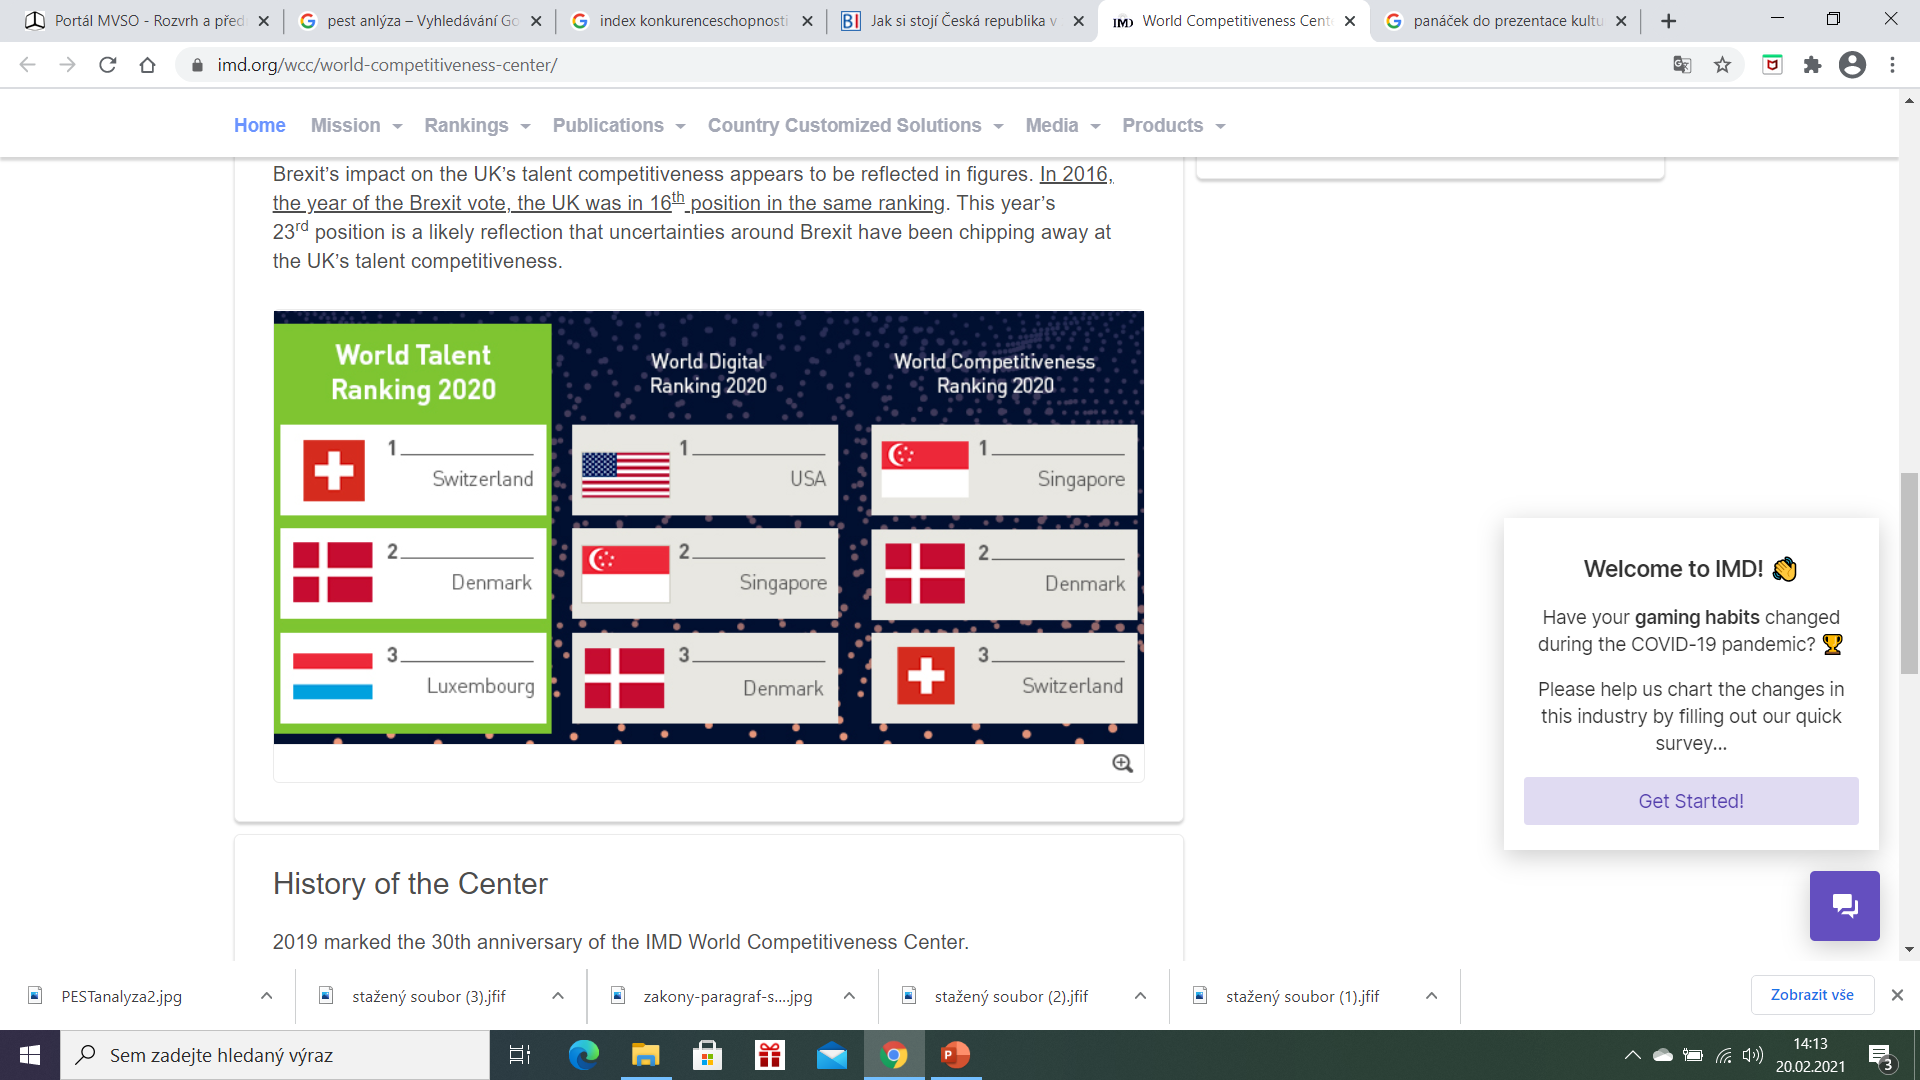 Portál MVSO - Rozvrh a před
pest anlýza – Vyhledávání Go
index konkurenceschopnosti
BI Jak si stojí Česká republika v
IMD World Competitiveness Cent
panáček do prezentace kultu
imd.org/wcc/world-competitiveness-center/
Home Mission Rankings Publications Country Customized Solutions Media Products
Brexit’s impact on the UK’s talent competitiveness appears to be reflected in figures. In 2016,
the year of the Brexit vote, the UK was in 16th position in the same ranking. This year’s
23rd position is a likely reflection that uncertainties around Brexit have been chipping away at
the UK’s talent competitiveness.
World Talent
Ranking 2020
1
Switzerland
2
Denmark
3
Luxembourg
World Digital
Ranking 2020
1
USA
2
Singapore
3
Denmark
World Competitiveness
Ranking 2020
1
Singapore
2
Denmark
3
Switzerland
Welcome to IMD! 👏
Have your gaming habits changed
during the COVID-19 pandemic? 🏆
Please help us chart the changes in
this industry by filling out our quick
survey...
Get Started!
History of the Center
2019 marked the 30th anniversary of the IMD World Competitiveness Center.
PESTanalyza2.jpg
stažený soubor (3).jfif
zakony-paragraf-s....jpg
stažený soubor (2).jfif
stažený soubor (1).jfif
Zobrazit vše
Sem zadejte hledaný výraz
14:13
20.02.2021
3